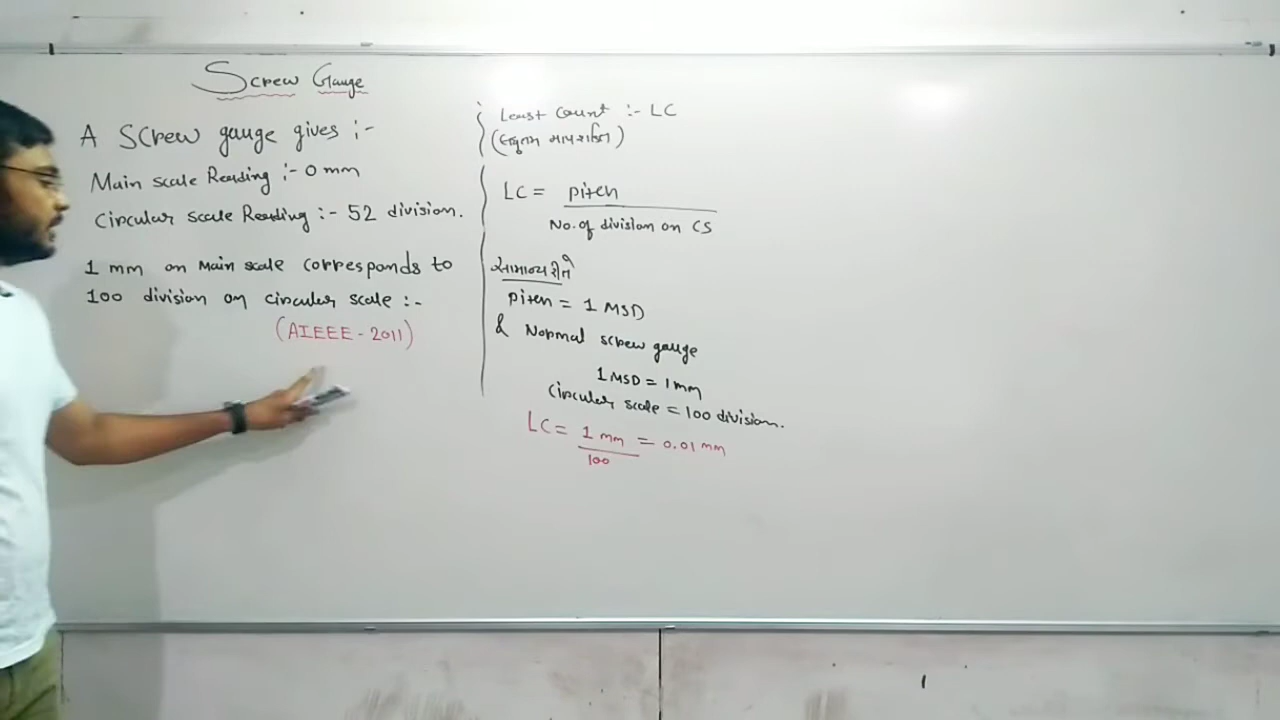 Screw Gauge
A Screw gauge gives :-
Main scale Reading :- 0 mm
Circular scale Reading :- 52 division.
1 mm on Main scale corresponds to
100 division on circular scale :-
(AIEEE - 2011)
Least Count :- LC
(લઘુત્તમ માપશક્તિ)
LC = pitch
No. of division on CS
સામાન્ય રીતે
pitch = 1 MSD
& Normal screw gauge
1 MSD = 1 mm
Circular scale = 100 division.
LC = 1 mm = 0.01 mm
100